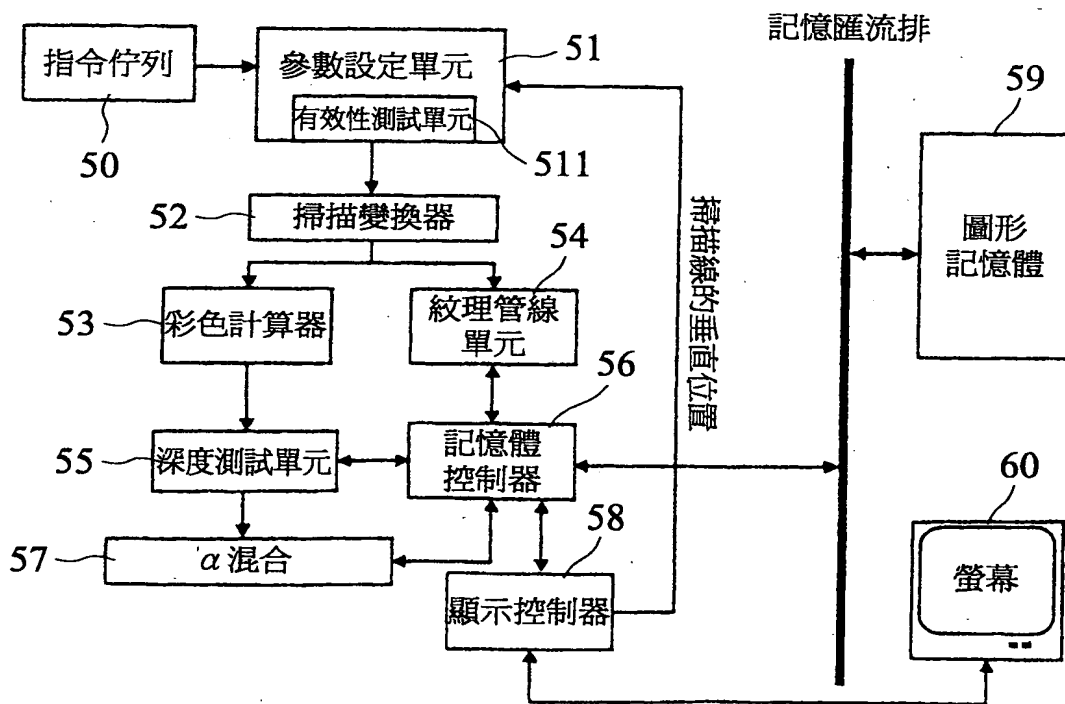 記憶匯流排
指令佇列
50
參數設定單元
51
有效性測試單元
511
59
圖形
記憶體
52
掃描變換器
掃描線的垂直位置
53
彩色計算器
54
紋理管線
單元
55
深度測試單元
56
記憶體
控制器
57
α混合
58
顯示控制器
60
螢幕